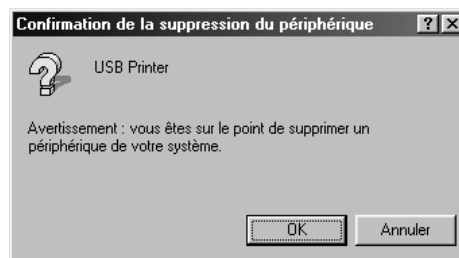 Confirmation de la suppression du périphérique
USB Printer
Avertissement : vous êtes sur le point de supprimer un
périphérique de votre système.
OK Annuler